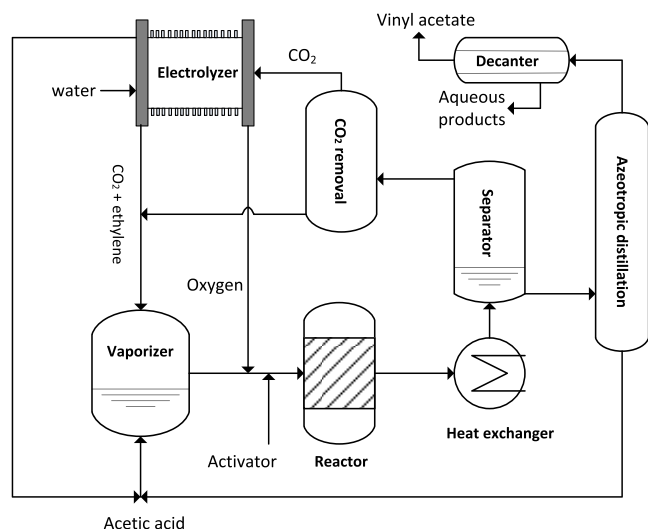 Vinyl acetate
Electrolyzer
CO₂
Decanter
water
Aqueous
products
CO₂ removal
Azeotropic distillation
Separator
CO₂ + ethylene
Oxygen
Vaporizer
Heat exchanger
Activator
Reactor
Acetic acid